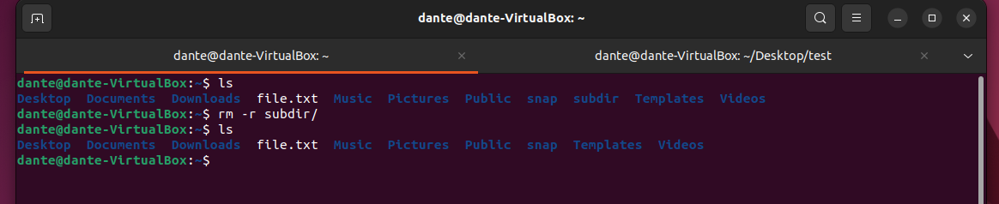 dante@dante-VirtualBox: ~
dante@dante-VirtualBox: ~ dante@dante-VirtualBox: ~/Desktop/test
dante@dante-VirtualBox:~$ ls
Desktop Documents Downloads file.txt Music Pictures Public snap subdir Templates Videos
dante@dante-VirtualBox:~$ rm -r subdir/
dante@dante-VirtualBox:~$ ls
Desktop Documents Downloads file.txt Music Pictures Public snap Templates Videos
dante@dante-VirtualBox:~$